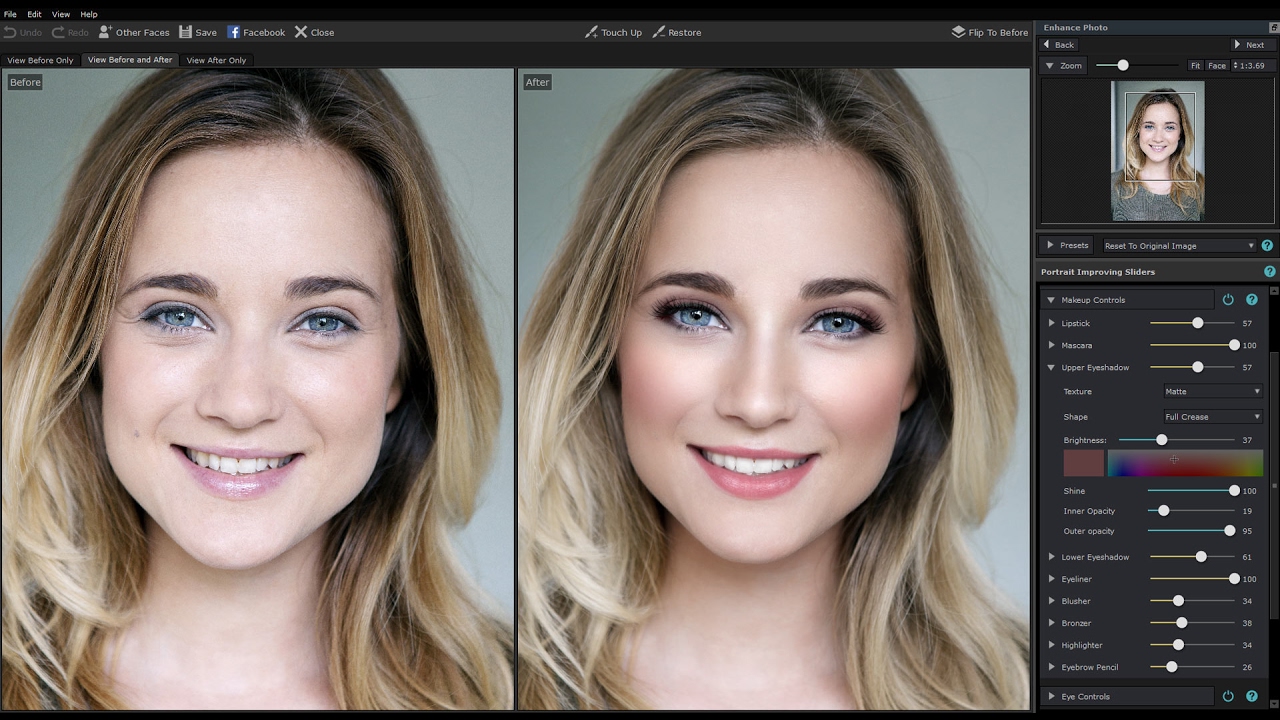 File Edit View Help
Undo Redo Other Faces Save Facebook Close Touch Up Restore Flip To Before
View Before Only View Before and After View After Only
Before
After
Enhance Photo
Back Next
Zoom Fit Face 1:3.69
Presets Reset To Original Image ?
Portrait Improving Sliders ?
Makeup Controls ?
Lipstick 57
Mascara 100
Upper Eyeshadow 57
Texture Matte
Shape Full Crease
Brightness: 37
Shine 100
Inner Opacity 19
Outer opacity 95
Lower Eyeshadow 61
Eyeliner 100
Blusher 34
Bronzer 38
Highlighter 34
Eyebrow Pencil 26
Eye Controls ?